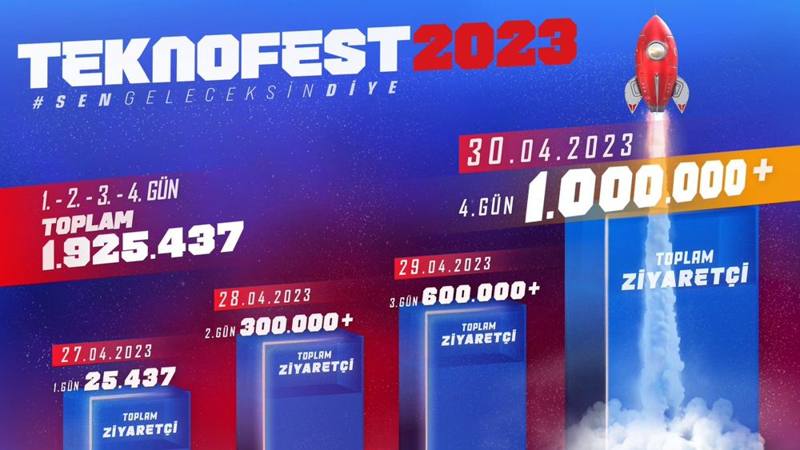 TEKNOFEST 2023
#SENGELECEKSİNDİYE
1. - 2. - 3. - 4. GÜN
TOPLAM
1.925.437
27.04.2023
1.GÜN 25.437
TOPLAM
ZİYARETÇİ
28.04.2023
2.GÜN 300.000+
TOPLAM
ZİYARETÇİ
29.04.2023
3.GÜN 600.000+
TOPLAM
ZİYARETÇİ
30.04.2023
4.GÜN 1.000.000+
TOPLAM
ZİYARETÇİ